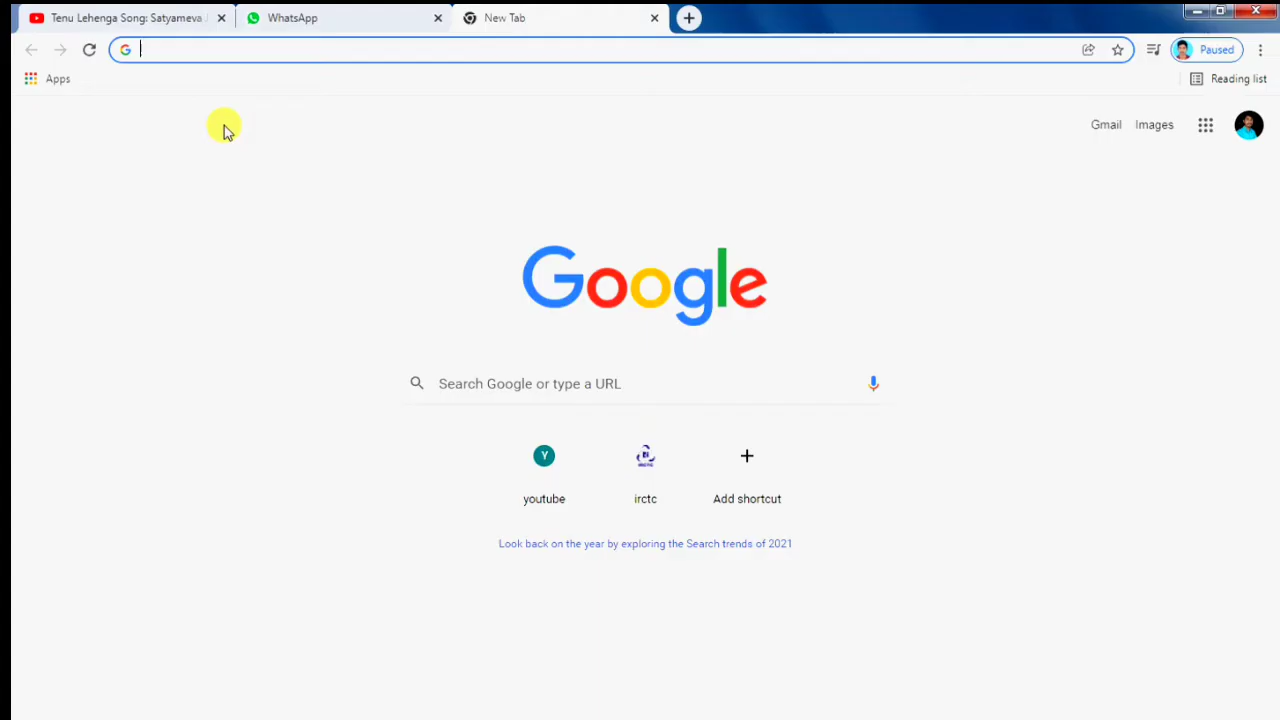 Tenu Lehenga Song: Satyameva
WhatsApp
New Tab
Paused
Apps
Reading list
Gmail Images
Google
Search Google or type a URL
Y
youtube irctc Add shortcut
Look back on the year by exploring the Search trends of 2021